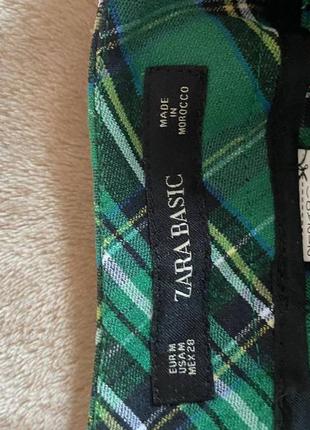 MADE
IN
MOROCCO
ZARA BASIC
EUR M
USA M
MEX 28